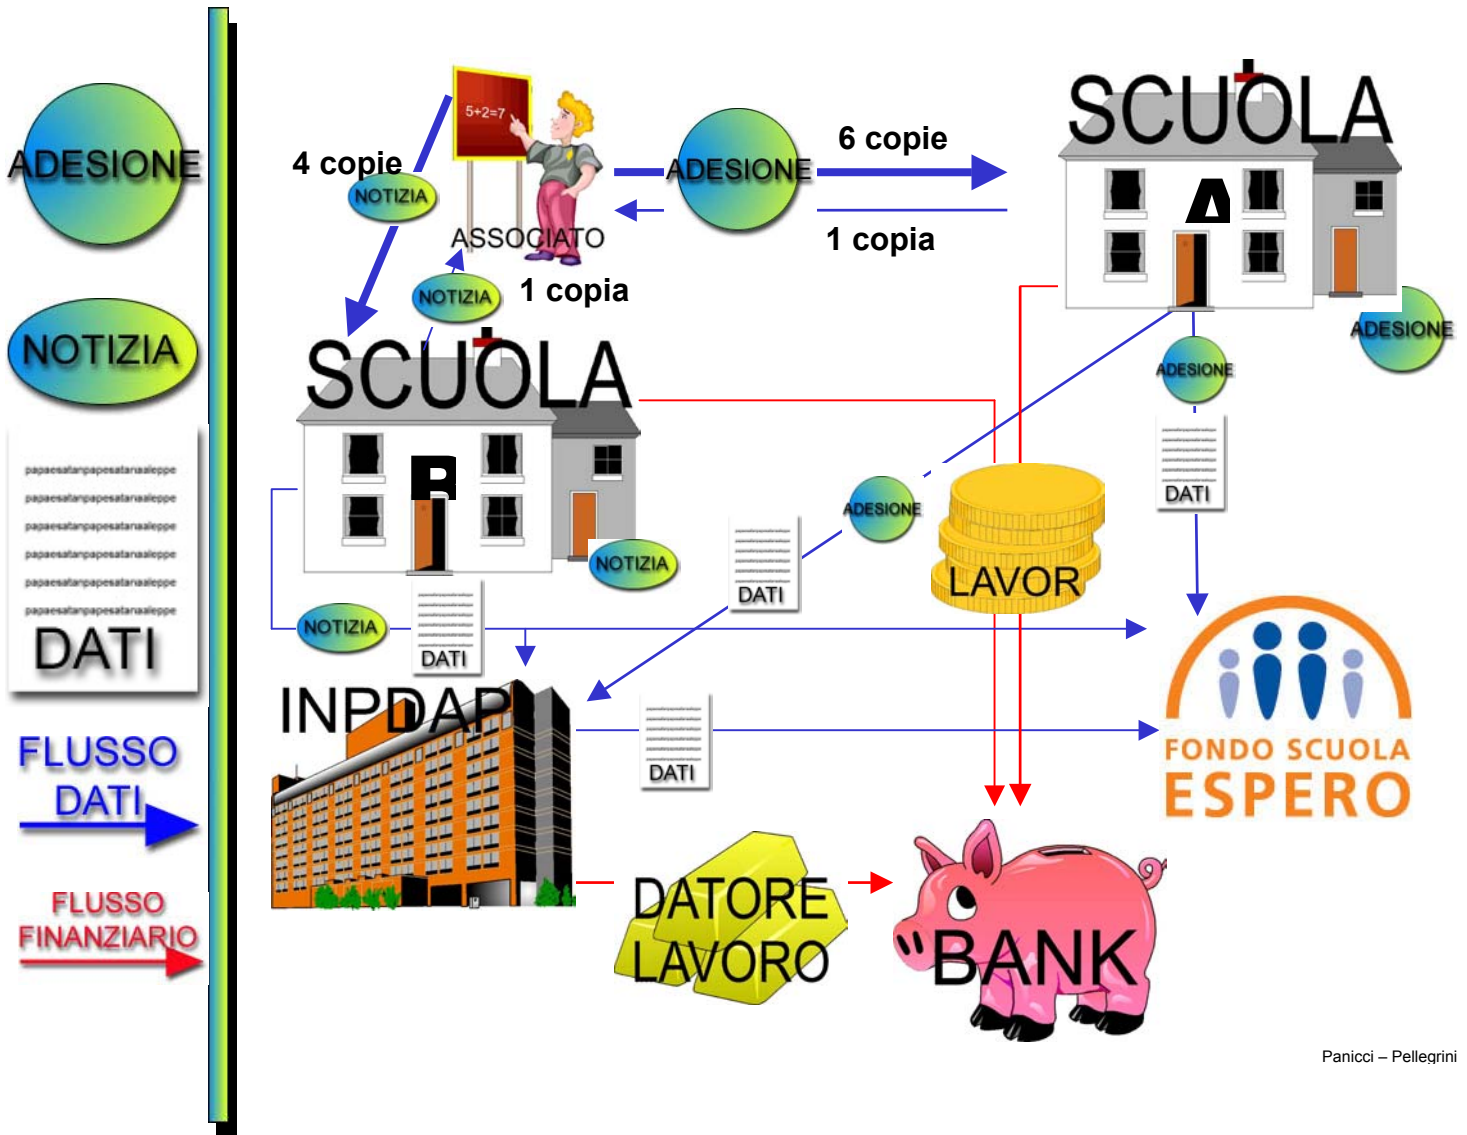 ADESIONE
NOTIZIA
papaesatanpapesatanaaleppe
papaesatanpapesatanaaleppe
papaesatanpapesatanaaleppe
papaesatanpapesatanaaleppe
papaesatanpapesatanaaleppe
papaesatanpapesatanaaleppe
DATI
FLUSSO
DATI
FLUSSO
FINANZIARIO
5+2=7
4 copie
NOTIZIA
ASSOCIATO
NOTIZIA
1 copia
ADESIONE
6 copie
1 copia
SCUOLA
A
ADESIONE
ADESIONE
DATI
SCUOLA
B
NOTIZIA
NOTIZIA
DATI
ADESIONE
DATI
LAVOR
INPDAP
DATI
FONDO SCUOLA
ESPERO
DATORE
LAVORO
BANK
Panicci – Pellegrini